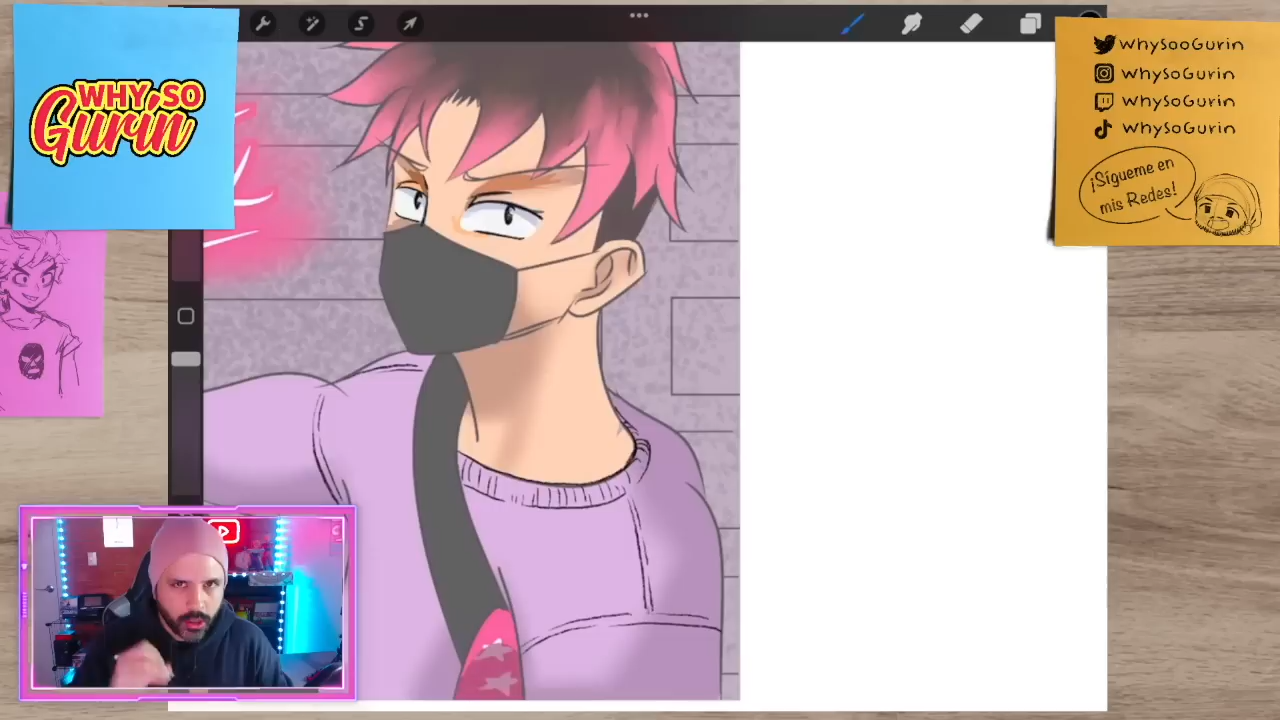 WHY SO
Gurin
WhySooGurin
WhySoGurin
WhySoGurin
WhySoGurin
¡Sígueme en
mis Redes!